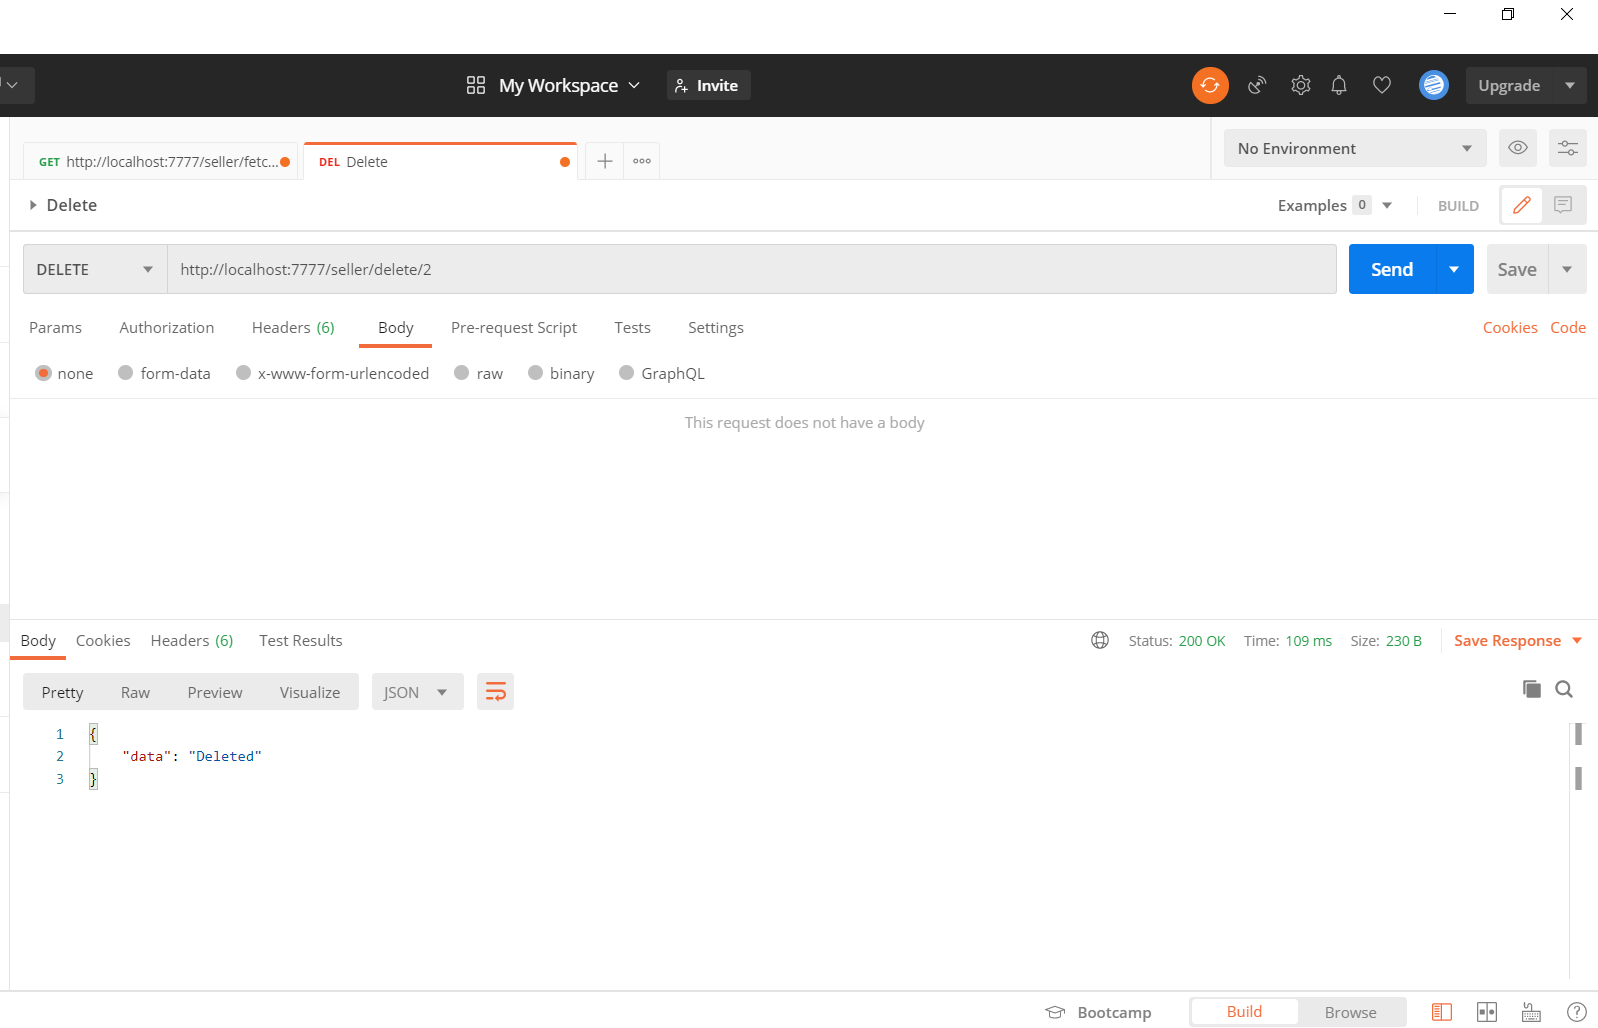 My Workspace Invite Upgrade
GET http://localhost:7777/seller/fetc... DEL Delete No Environment
Delete Examples 0 BUILD
DELETE http://localhost:7777/seller/delete/2 Send Save
Params Authorization Headers (6) Body Pre-request Script Tests Settings Cookies Code
none form-data x-www-form-urlencoded raw binary GraphQL
This request does not have a body
Body Cookies Headers (6) Test Results Status: 200 OK Time: 109 ms Size: 230 B Save Response
Pretty Raw Preview Visualize JSON
1 {
2 "data": "Deleted"
3 }
Bootcamp Build Browse